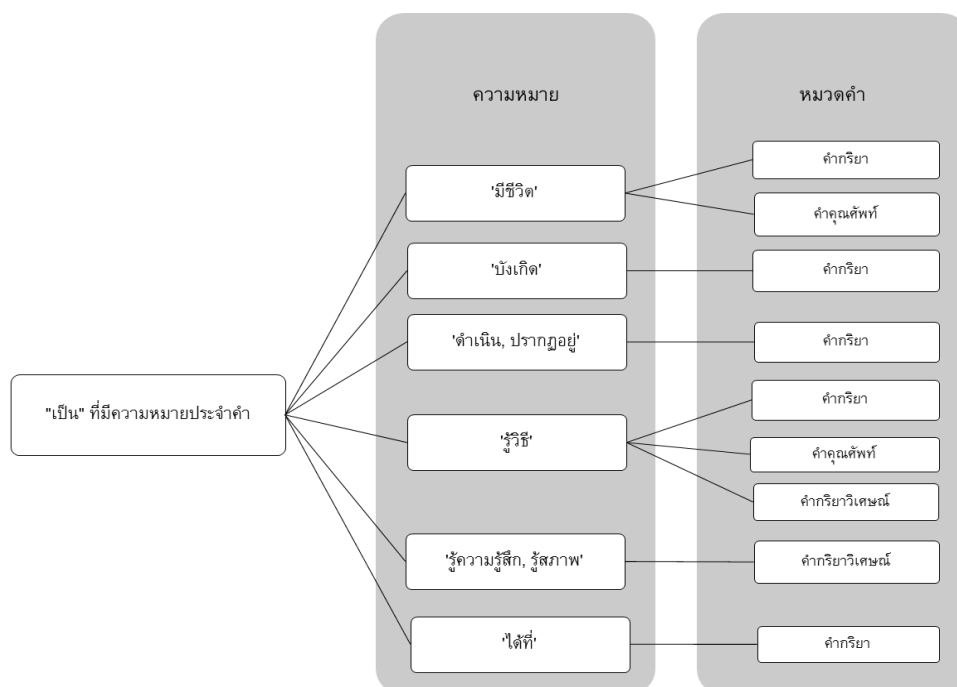 ความหมาย
หมวดคำ
"เป็น" ที่มีความหมายประจำคำ
'มีชีวิต'
คำกริยา
คำคุณศัพท์
'บังเกิด'
คำกริยา
'ดำเนิน, ปรากฏอยู่'
คำกริยา
'รู้วิธี'
คำกริยา
คำคุณศัพท์
คำกริยาวิเศษณ์
'รู้ความรู้สึก, รู้สภาพ'
คำกริยาวิเศษณ์
'ได้ที่'
คำกริยา